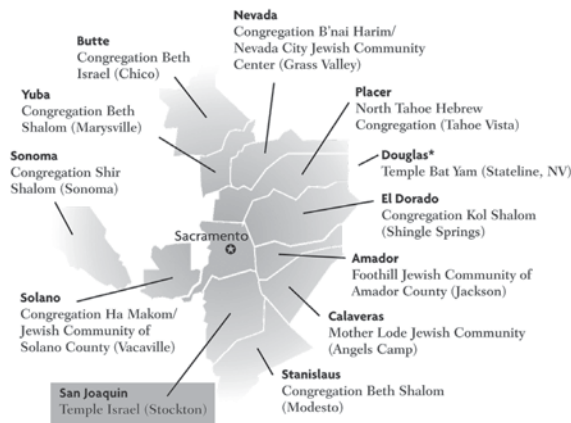 Nevada
Congregation B'nai Harim/
Nevada City Jewish Community
Center (Grass Valley)
Butte
Congregation Beth
Israel (Chico)
Placer
North Tahoe Hebrew
Congregation (Tahoe Vista)
Yuba
Congregation Beth
Shalom (Marysville)
Douglas*
Temple Bat Yam (Stateline, NV)
Sonoma
Congregation Shir
Shalom (Sonoma)
El Dorado
Congregation Kol Shalom
(Shingle Springs)
Sacramento
Amador
Foothill Jewish Community of
Amador County (Jackson)
Solano
Congregation Ha Makom/
Jewish Community of
Solano County (Vacaville)
Calaveras
Mother Lode Jewish Community
(Angels Camp)
Stanislaus
Congregation Beth Shalom
(Modesto)
San Joaquin
Temple Israel (Stockton)